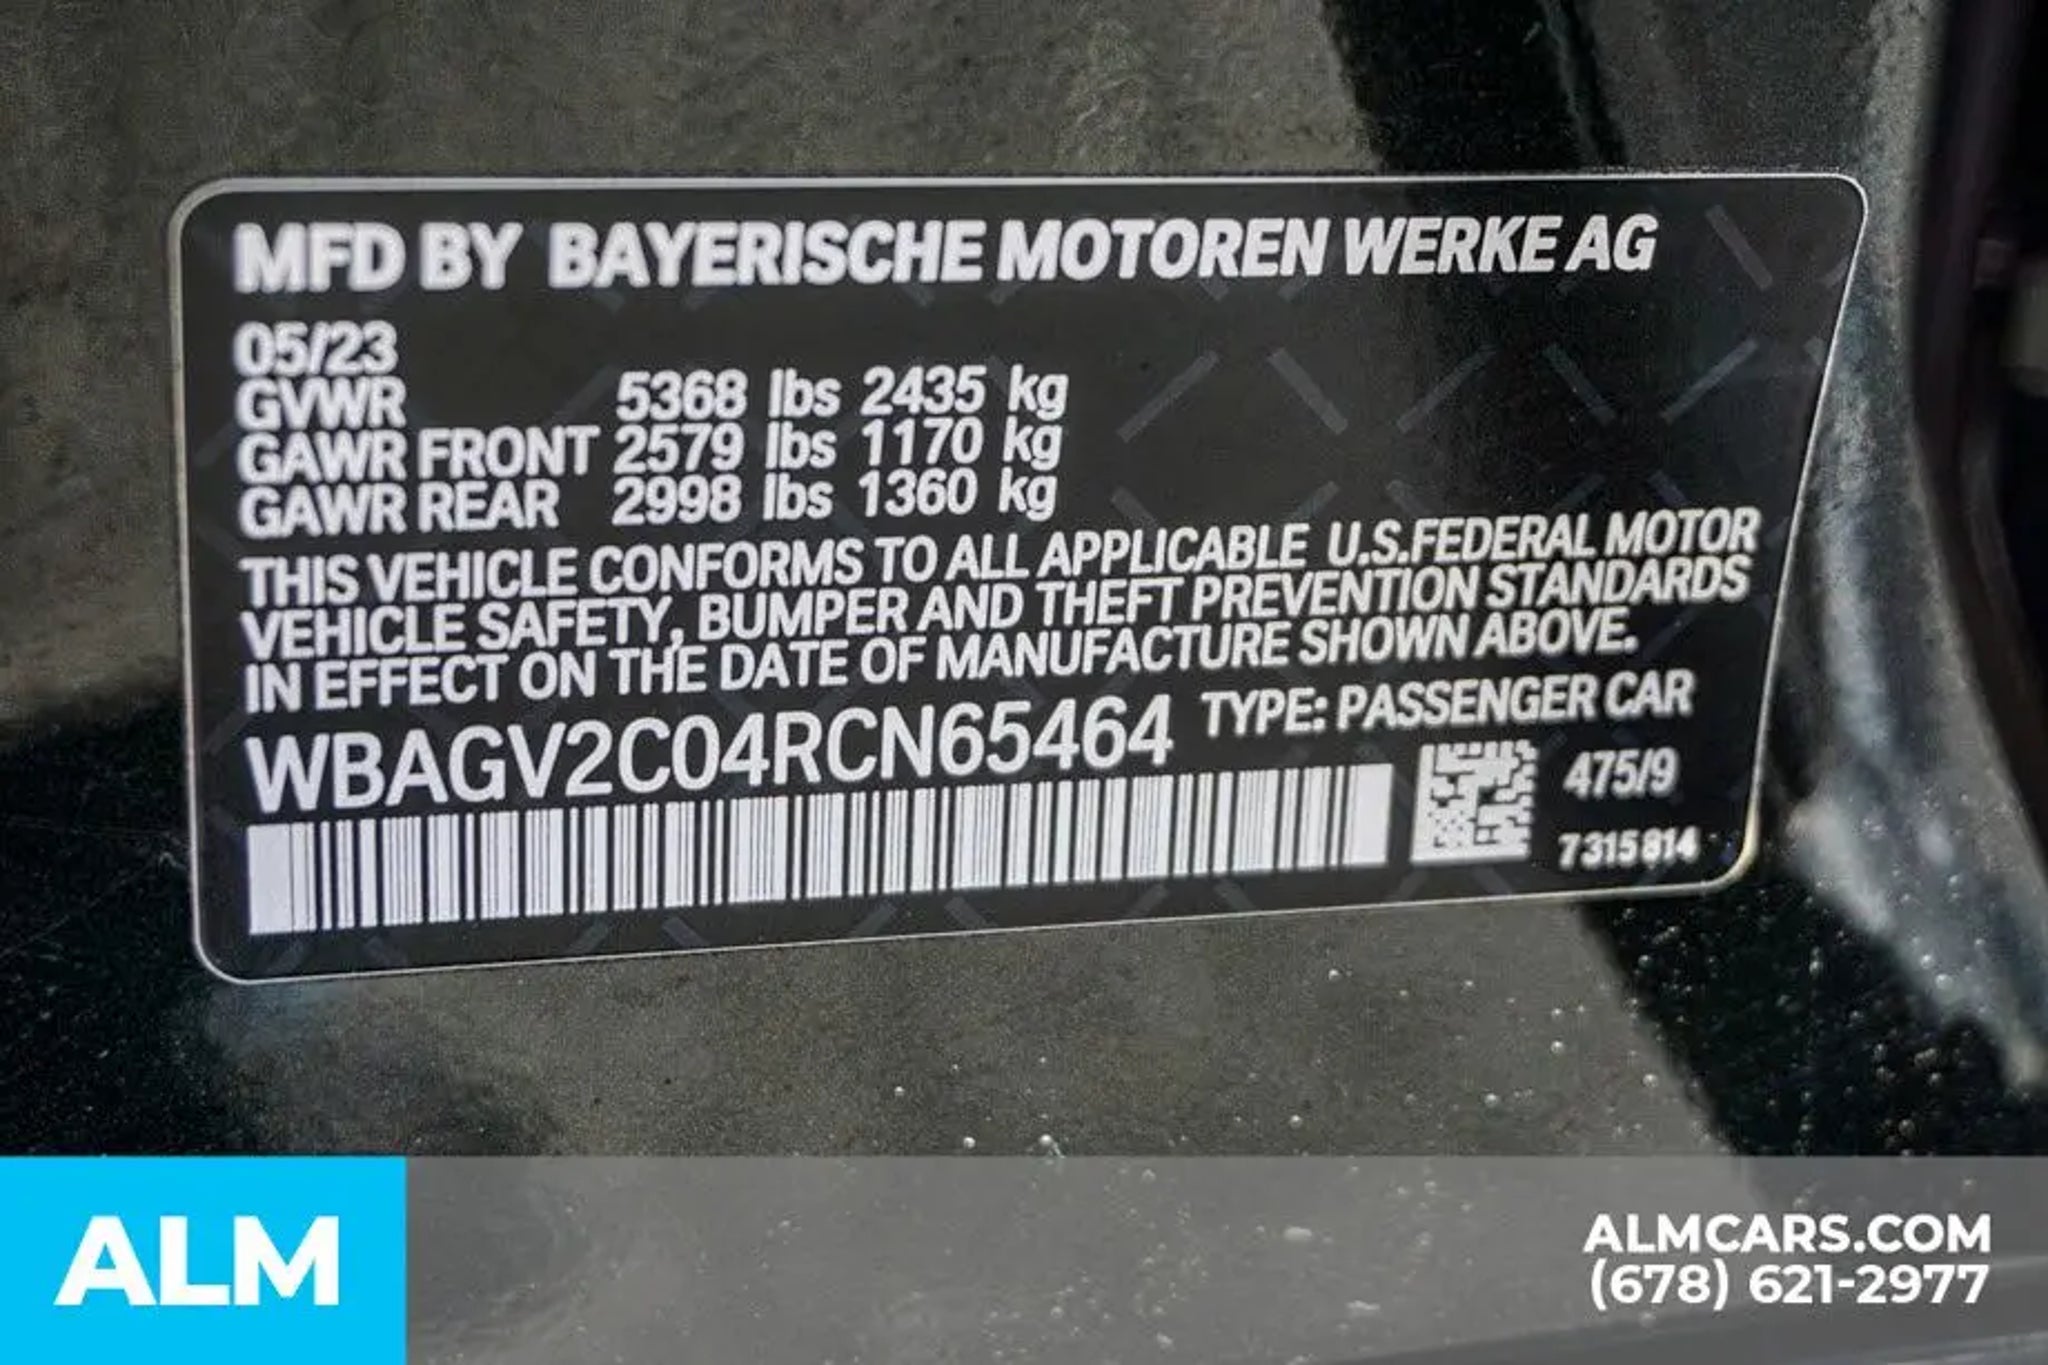 MFD BY BAYERISCHE MOTOREN WERKE AG
05/23
GVWR 5368 lbs 2435 kg
GAWR FRONT 2579 lbs 1170 kg
GAWR REAR 2998 lbs 1360 kg
THIS VEHICLE CONFORMS TO ALL APPLICABLE U.S.FEDERAL MOTOR
VEHICLE SAFETY, BUMPER AND THEFT PREVENTION STANDARDS
IN EFFECT ON THE DATE OF MANUFACTURE SHOWN ABOVE.
WBAGV2C04RCN65464 TYPE: PASSENGER CAR
475/9
7315814
ALM
ALMCARS.COM
(678) 621-2977